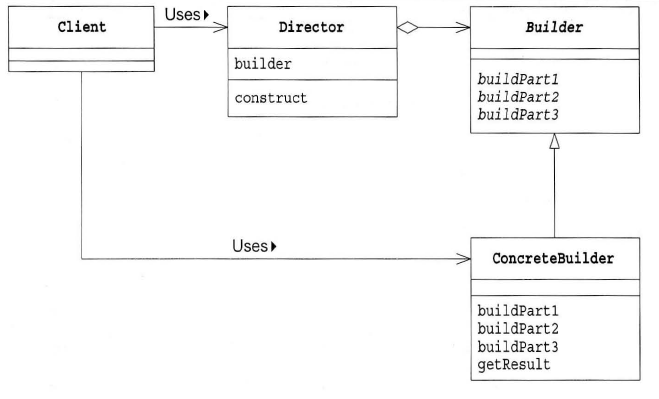 Client
Uses▶
Director
builder
construct
Builder
buildPart1
buildPart2
buildPart3
Uses▶
ConcreteBuilder
buildPart1
buildPart2
buildPart3
getResult